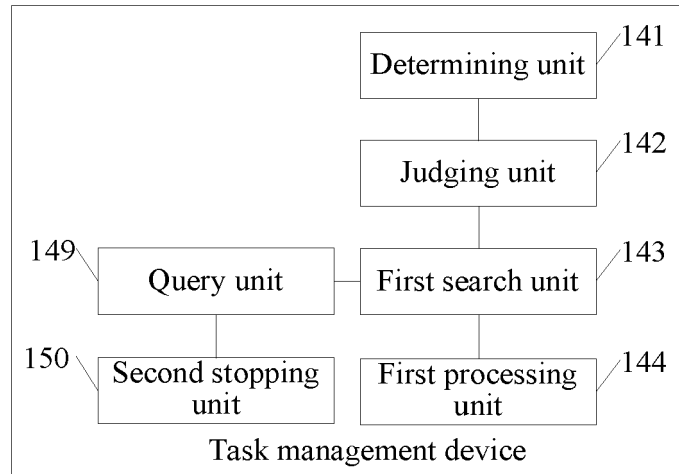 141
Determining unit
142
Judging unit
149
143
Query unit
First search unit
150
Second stopping
unit
First processing
unit
144
Task management device